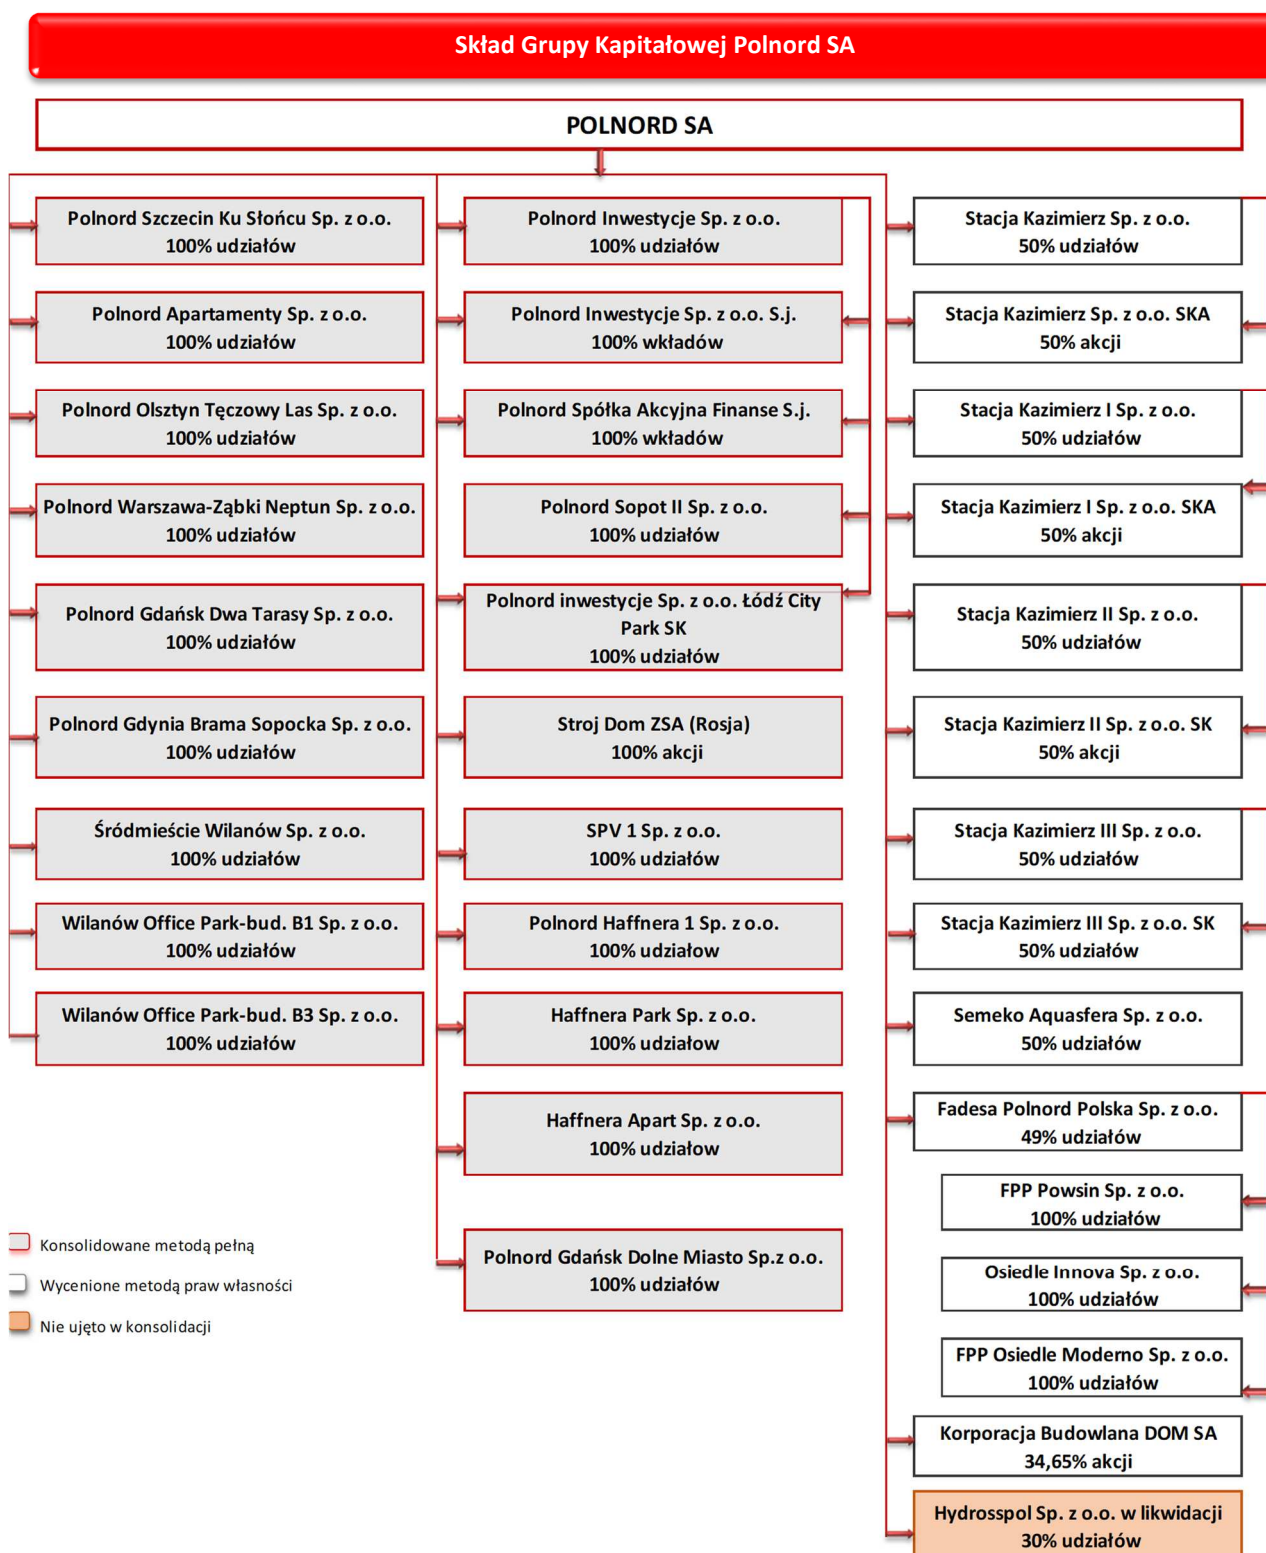 Skład Grupy Kapitałowej Polnord SA
POLNORD SA
Polnord Szczecin Ku Słońcu Sp. z o.o.
100% udziałów
Polnord Apartamenty Sp. z o.o.
100% udziałów
Polnord Olsztyn Tęczowy Las Sp. z o.o.
100% udziałów
Polnord Warszawa-Ząbki Neptun Sp. z o.o.
100% udziałów
Polnord Gdańsk Dwa Tarasy Sp. z o.o.
100% udziałów
Polnord Gdynia Brama Sopocka Sp. z o.o.
100% udziałów
Śródmieście Wilanów Sp. z o.o.
100% udziałów
Wilanów Office Park-bud. B1 Sp. z o.o.
100% udziałów
Wilanów Office Park-bud. B3 Sp. z o.o.
100% udziałów
Konsolidowane metodą pełną
Wycenione metodą praw własności
Nie ujęto w konsolidacji
Polnord Inwestycje Sp. z o.o.
100% udziałów
Polnord Inwestycje Sp. z o.o. S.j.
100% wkładów
Polnord Spółka Akcyjna Finanse S.j.
100% wkładów
Polnord Sopot II Sp. z o.o.
100% udziałów
Polnord inwestycje Sp. z o.o. Łódź City
Park SK
100% udziałów
Stroj Dom ZSA (Rosja)
100% akcji
SPV 1 Sp. z o.o.
100% udziałów
Polnord Haffnera 1 Sp. z o.o.
100% udziałow
Haffnera Park Sp. z o.o.
100% udziałow
Haffnera Apart Sp. z o.o.
100% udziałow
Polnord Gdańsk Dolne Miasto Sp.z o.o.
100% udziałów
Stacja Kazimierz Sp. z o.o.
50% udziałów
Stacja Kazimierz Sp. z o.o. SKA
50% akcji
Stacja Kazimierz I Sp. z o.o.
50% udziałów
Stacja Kazimierz I Sp. z o.o. SKA
50% akcji
Stacja Kazimierz II Sp. z o.o.
50% udziałów
Stacja Kazimierz II Sp. z o.o. SK
50% akcji
Stacja Kazimierz III Sp. z o.o.
50% udziałów
Stacja Kazimierz III Sp. z o.o. SK
50% udziałów
Semeko Aquasfera Sp. z o.o.
50% udziałów
Fadesa Polnord Polska Sp. z o.o.
49% udziałów
FPP Powsin Sp. z o.o.
100% udziałów
Osiedle Innova Sp. z o.o.
100% udziałów
FPP Osiedle Moderno Sp. z o.o.
100% udziałów
Korporacja Budowlana DOM SA
34,65% akcji
Hydrosspol Sp. z o.o. w likwidacji
30% udziałów